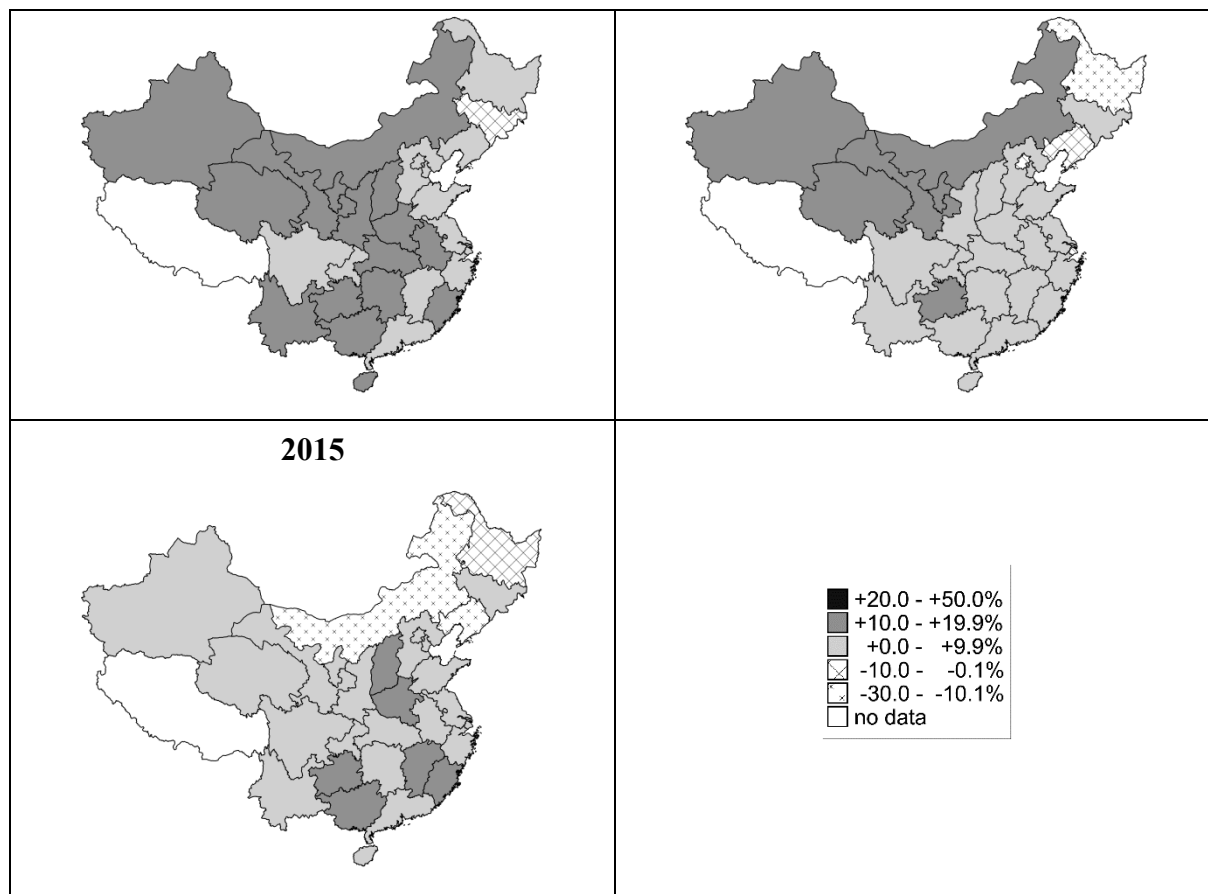 2015
+20.0 - +50.0%
+10.0 - +19.9%
+0.0 - +9.9%
-10.0 - -0.1%
-30.0 - -10.1%
no data